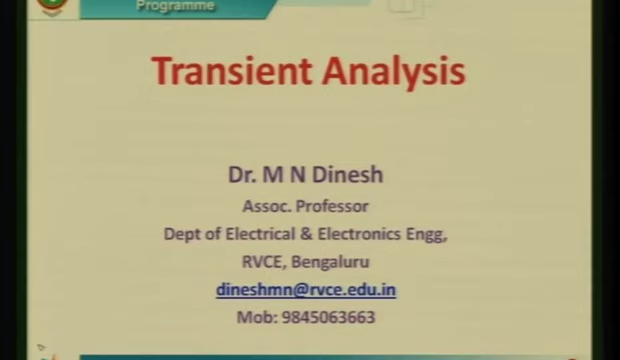 Programme
Transient Analysis
Dr. M N Dinesh
Assoc. Professor
Dept of Electrical & Electronics Engg,
RVCE, Bengaluru
dineshmn@rvce.edu.in
Mob: 9845063663